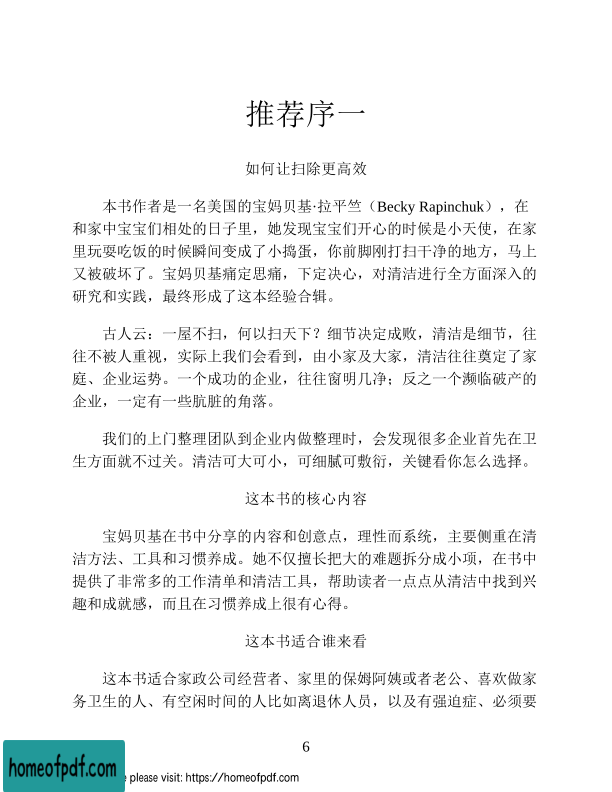 推荐序一
如何让扫除更高效
本书作者是一名美国的宝妈贝基·拉平竺（Becky Rapinchuk），在
和家中宝宝们相处的日子里，她发现宝宝们开心的时候是小天使，在家
里玩耍吃饭的时候瞬间变成了小捣蛋，你前脚刚打扫干净的地方，马上
又被破坏了。宝妈贝基痛定思痛，下定决心，对清洁进行全方面深入的
研究和实践，最终形成了这本经验合辑。
古人云：一屋不扫，何以扫天下？细节决定成败，清洁是细节，往
往不被人重视，实际上我们会看到，由小家及大家，清洁往往奠定了家
庭、企业运势。一个成功的企业，往往窗明几净；反之一个濒临破产的
企业，一定有一些肮脏的角落。
我们的上门整理团队到企业内做整理时，会发现很多企业首先在卫
生方面就不过关。清洁可大可小，可细腻可敷衍，关键看你怎么选择。
这本书的核心内容
宝妈贝基在书中分享的内容和创意点，理性而系统，主要侧重在清
洁方法、工具和习惯养成。她不仅擅长把大的难题拆分成小项，在书中
提供了非常多的工作清单和清洁工具，帮助读者一点点从清洁中找到兴
趣和成就感，而且在习惯养成上很有心得。
这本书适合谁来看
这本书适合家政公司经营者、家里的保姆阿姨或者老公、喜欢做家
务卫生的人、有空闲时间的人比如离退休人员，以及有强迫症、必须要
6
homeofpdf.com
please visit: https://homeofpdf.com